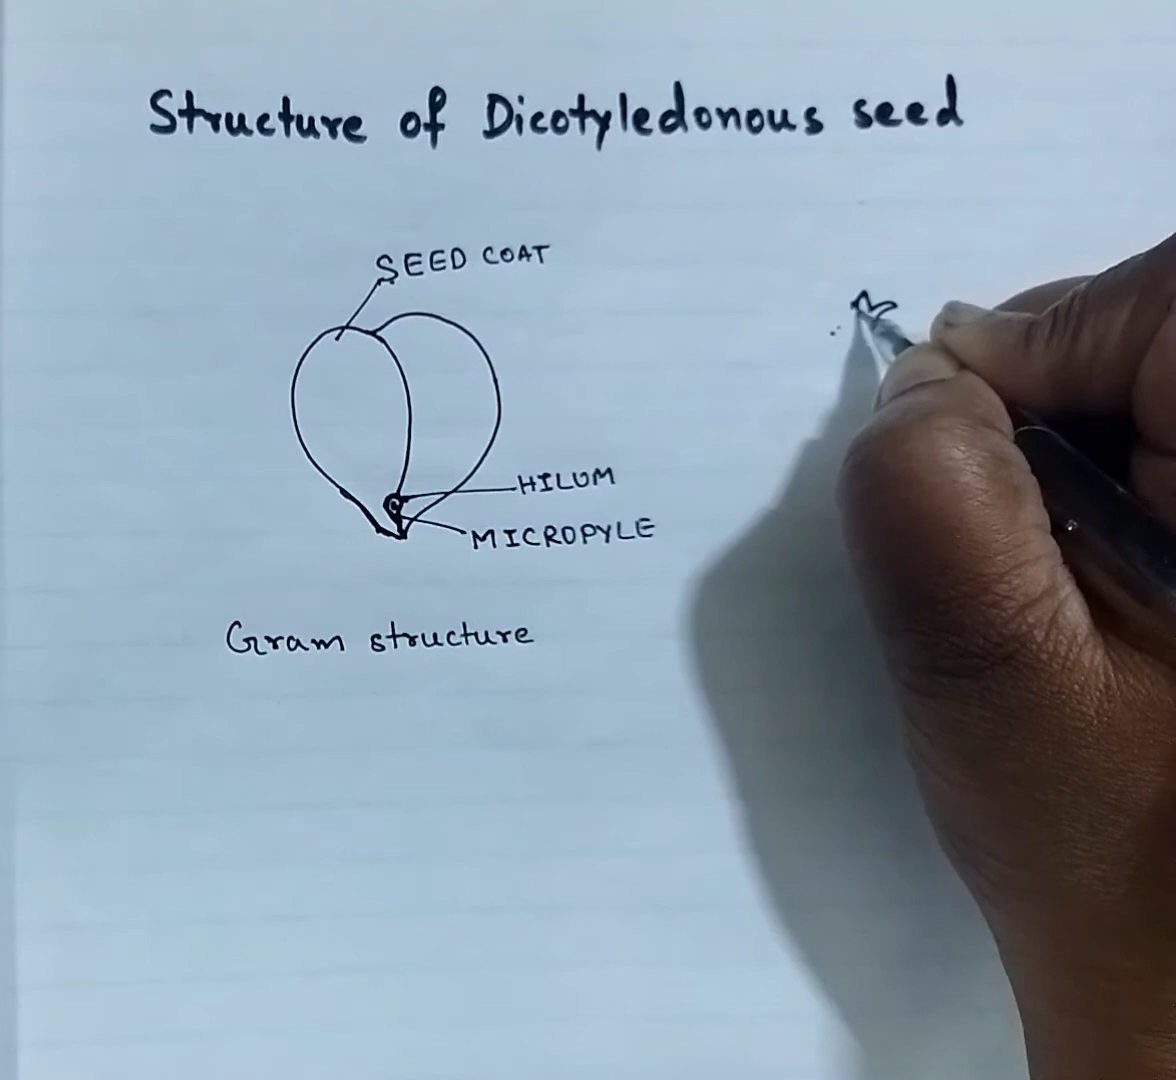 Structure of Dicotyledonous seed
SEED COAT
HILUM
MICROPYLE
Gram structure